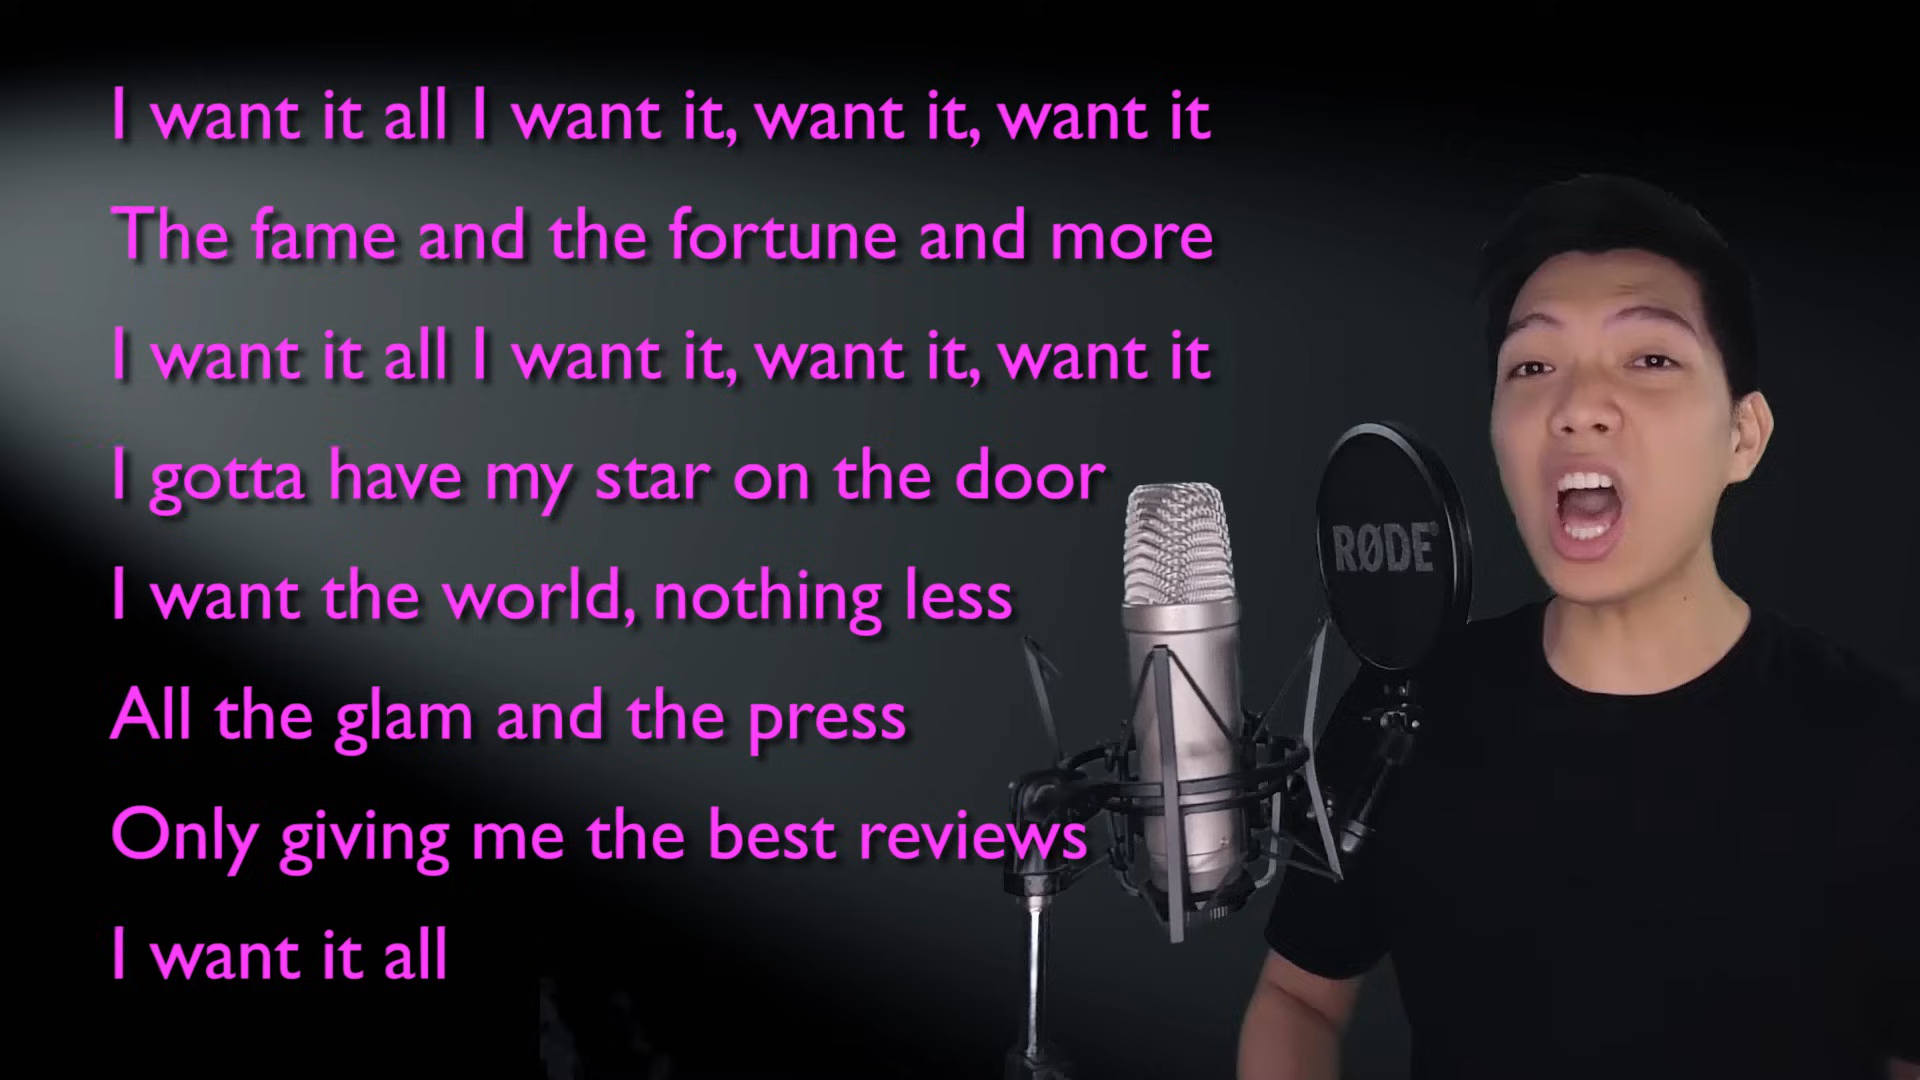 I want it all I want it, want it, want it
The fame and the fortune and more
I want it all I want it, want it, want it
I gotta have my star on the door
I want the world, nothing less
All the glam and the press
Only giving me the best reviews
I want it all
RØDE